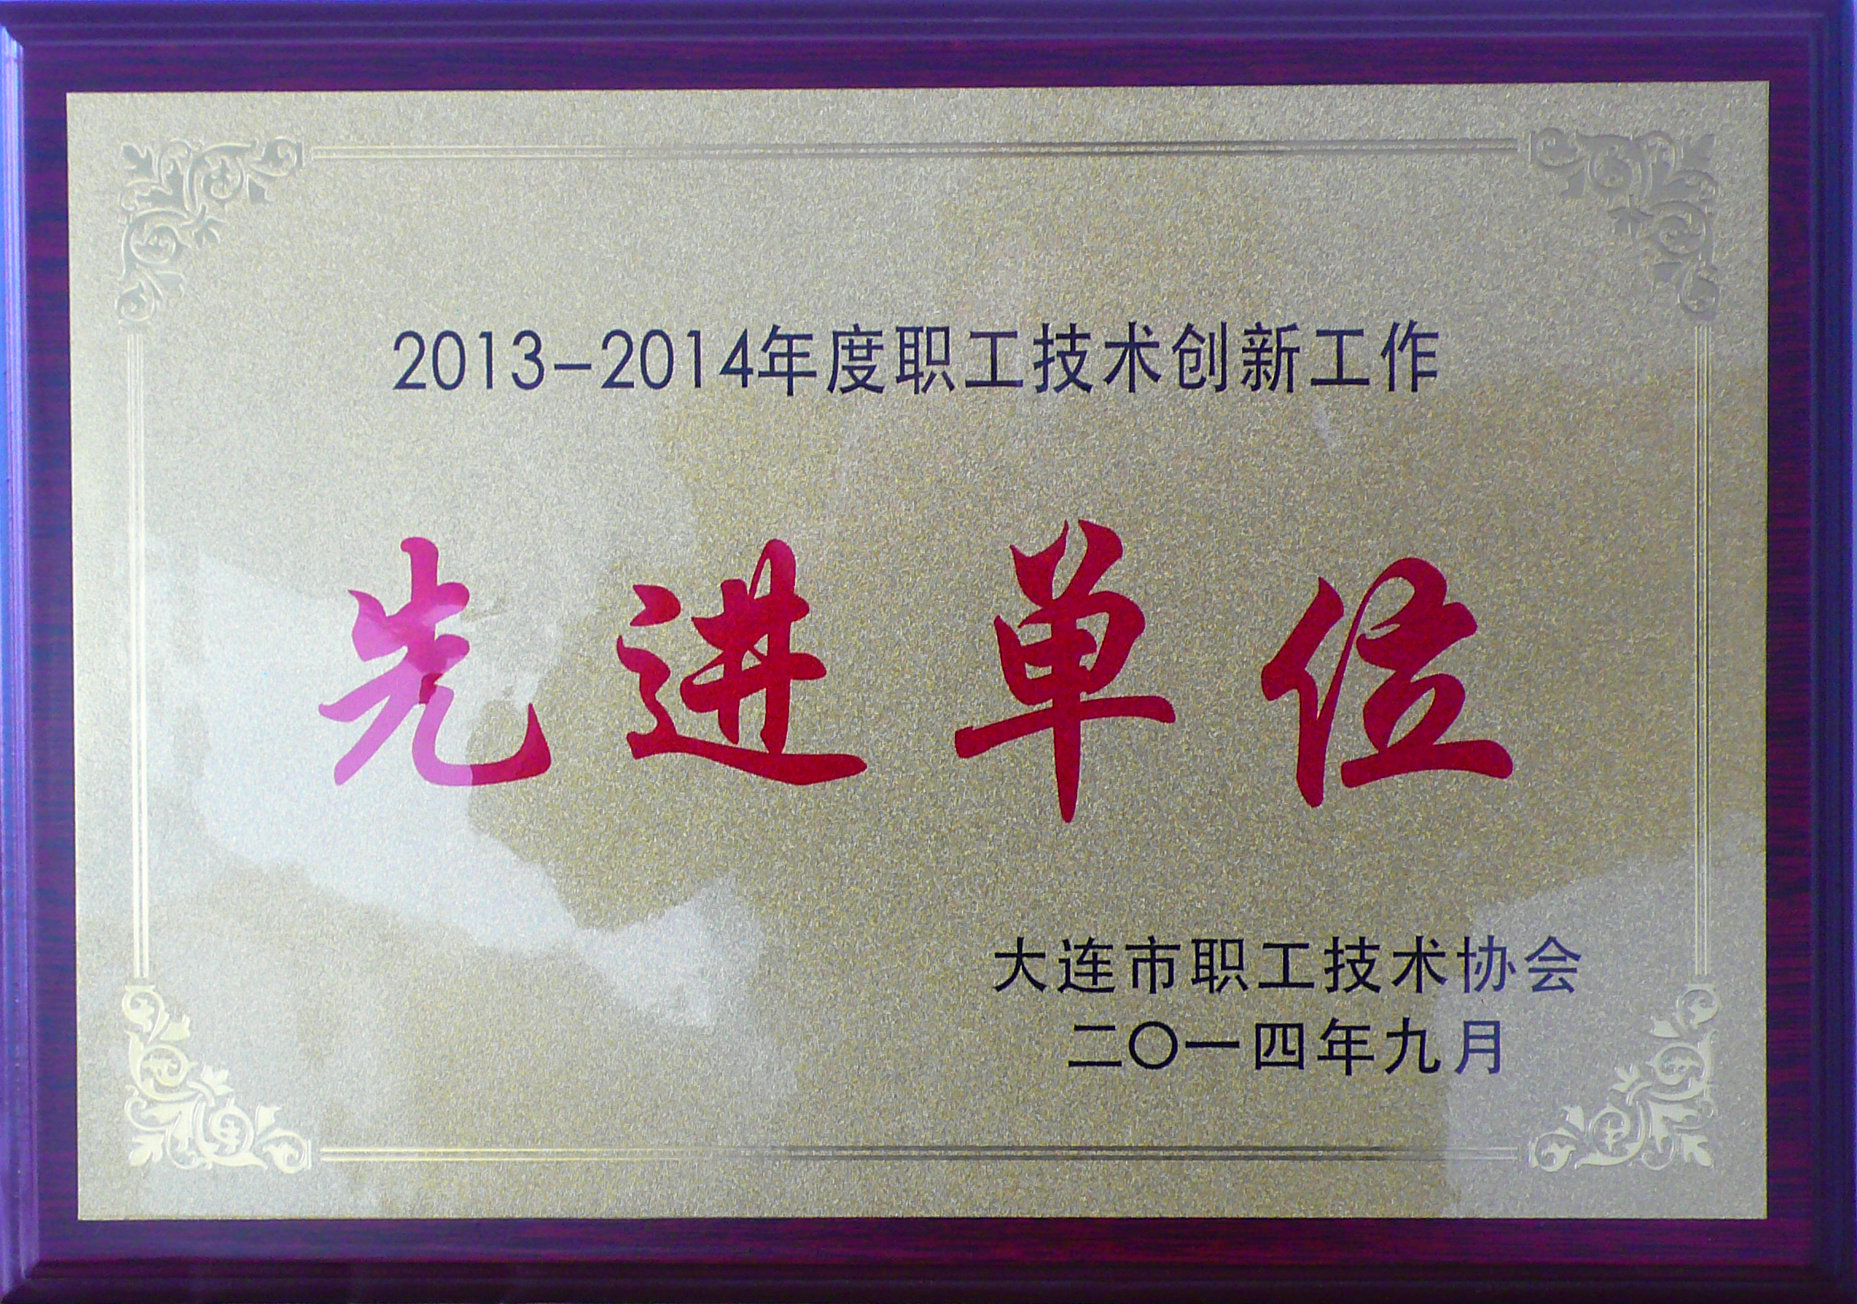 2013-2014年度职工技术创新工作
先进单位
大连市职工技术协会
二〇一四年九月